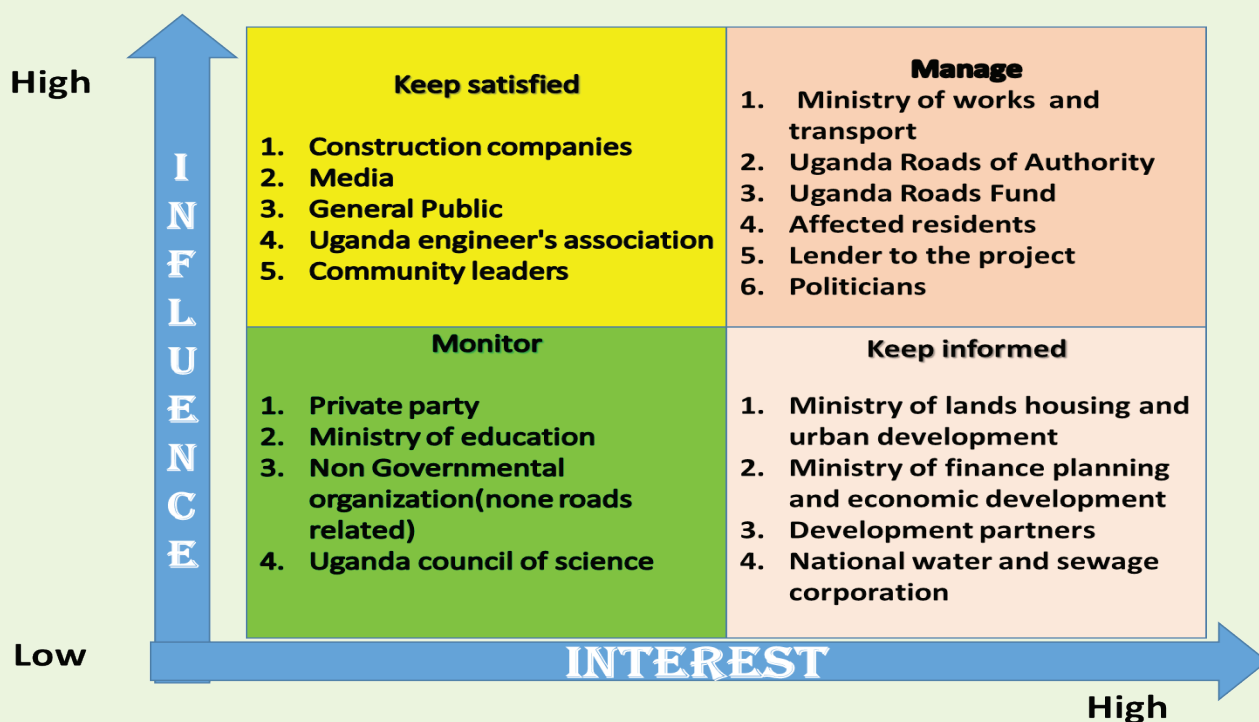 High
INFLUENCE
Keep satisfied
1. Construction companies
2. Media
3. General Public
4. Uganda engineer's association
5. Community leaders
Manage
1. Ministry of works and
transport
2. Uganda Roads of Authority
3. Uganda Roads Fund
4. Affected residents
5. Lender to the project
6. Politicians
Monitor
1. Private party
2. Ministry of education
3. Non Governmental
organization(none roads
related)
4. Uganda council of science
Keep informed
1. Ministry of lands housing and
urban development
2. Ministry of finance planning
and economic development
3. Development partners
4. National water and sewage
corporation
Low
INTEREST
High